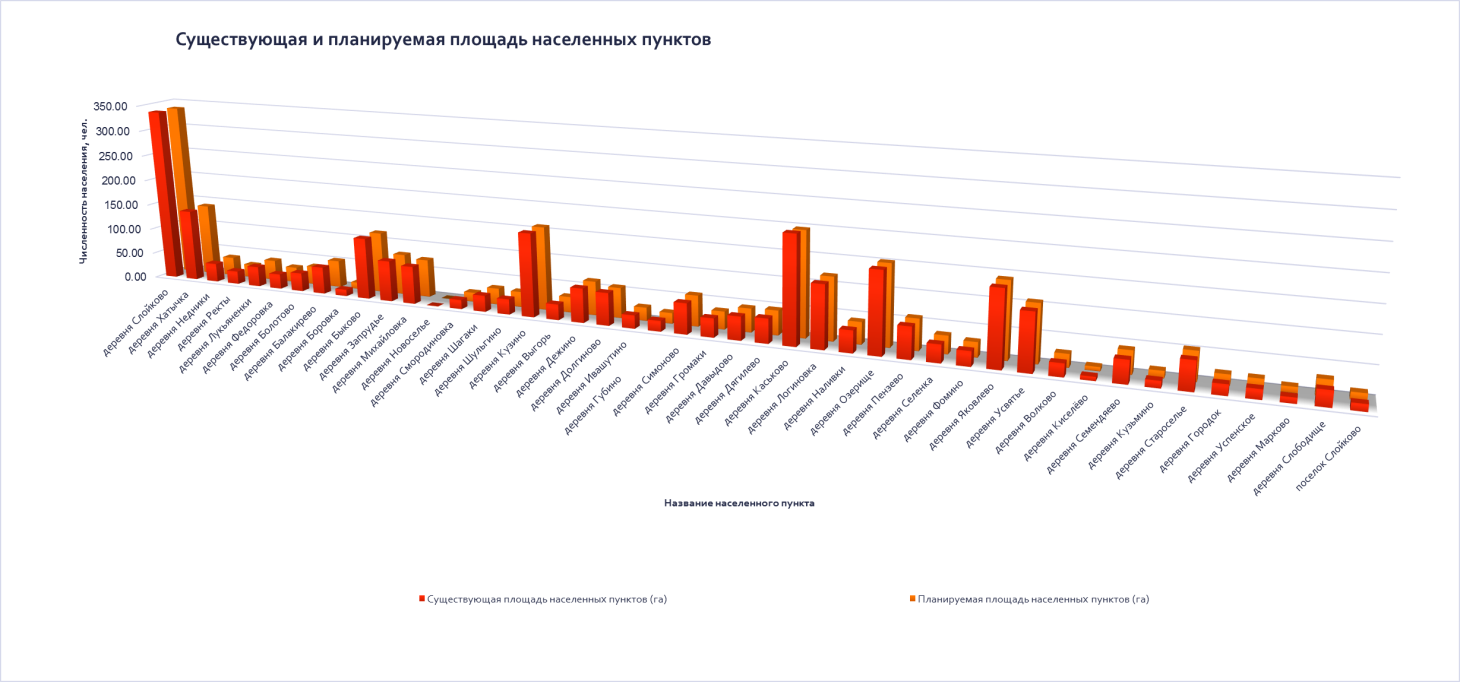 Существующая и планируемая площадь населенных пунктов
Численность населения, чел.
350.00
300.00
250.00
200.00
150.00
100.00
50.00
0.00
деревня Слойково
деревня Хатычка
деревня Недники
деревня Ректы
деревня Лукьяненки
деревня Федоровка
деревня Болотово
деревня Балакирево
деревня Боровка
деревня Быково
деревня Запрудье
деревня Михайловка
деревня Новоселье
деревня Смородиновка
деревня Шагаки
деревня Шульгино
деревня Кузино
деревня Выгорь
деревня Дежино
деревня Долгиново
деревня Ивашутино
деревня Губино
деревня Симоново
деревня Громаки
деревня Давыдово
деревня Дягилево
деревня Каськово
деревня Логиновка
деревня Наливки
деревня Озерище
деревня Пензево
деревня Селенка
деревня Фомино
деревня Яковлево
деревня Усвятье
деревня Волково
деревня Киселёво
деревня Семендяево
деревня Кузьмино
деревня Староселье
деревня Городок
деревня Успенское
деревня Марково
деревня Слободище
поселок Слойково
Название населенного пункта
Существующая площадь населенных пунктов (га)
Планируемая площадь населенных пунктов (га)